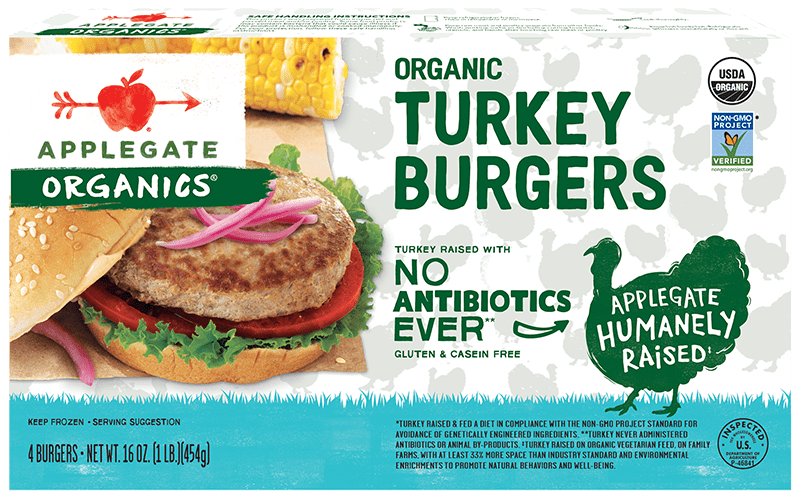 SAFE HANDLING INSTRUCTIONS
APPLEGATE
ORGANICS®
APPLEGATE
ORGANICS®
ORGANIC
TURKEY
BURGERS
USDA
ORGANIC
NON-GMO
PROJECT
VERIFIED
nongmoproject.org
TURKEY RAISED WITH
NO
ANTIBIOTICS
EVER**
GLUTEN & CASEIN FREE
APPLEGATE
HUMANELY
RAISED‡
KEEP FROZEN • SERVING SUGGESTION
4 BURGERS • NET WT. 16 OZ. (1 LB.)(454g)
*TURKEY RAISED & FED A DIET IN COMPLIANCE WITH THE NON-GMO PROJECT STANDARD FOR
AVOIDANCE OF GENETICALLY ENGINEERED INGREDIENTS. **TURKEY NEVER ADMINISTERED
ANTIBIOTICS OR ANIMAL BY-PRODUCTS. ‡TURKEY RAISED ON ORGANIC VEGETARIAN FEED, ON FAMILY
FARMS, WITH AT LEAST 33% MORE SPACE THAN INDUSTRY STANDARD AND ENVIRONMENTAL
ENRICHMENTS TO PROMOTE NATURAL BEHAVIORS AND WELL-BEING.
INSPECTED
U.S.
DEPARTMENT OF
AGRICULTURE
P-46841